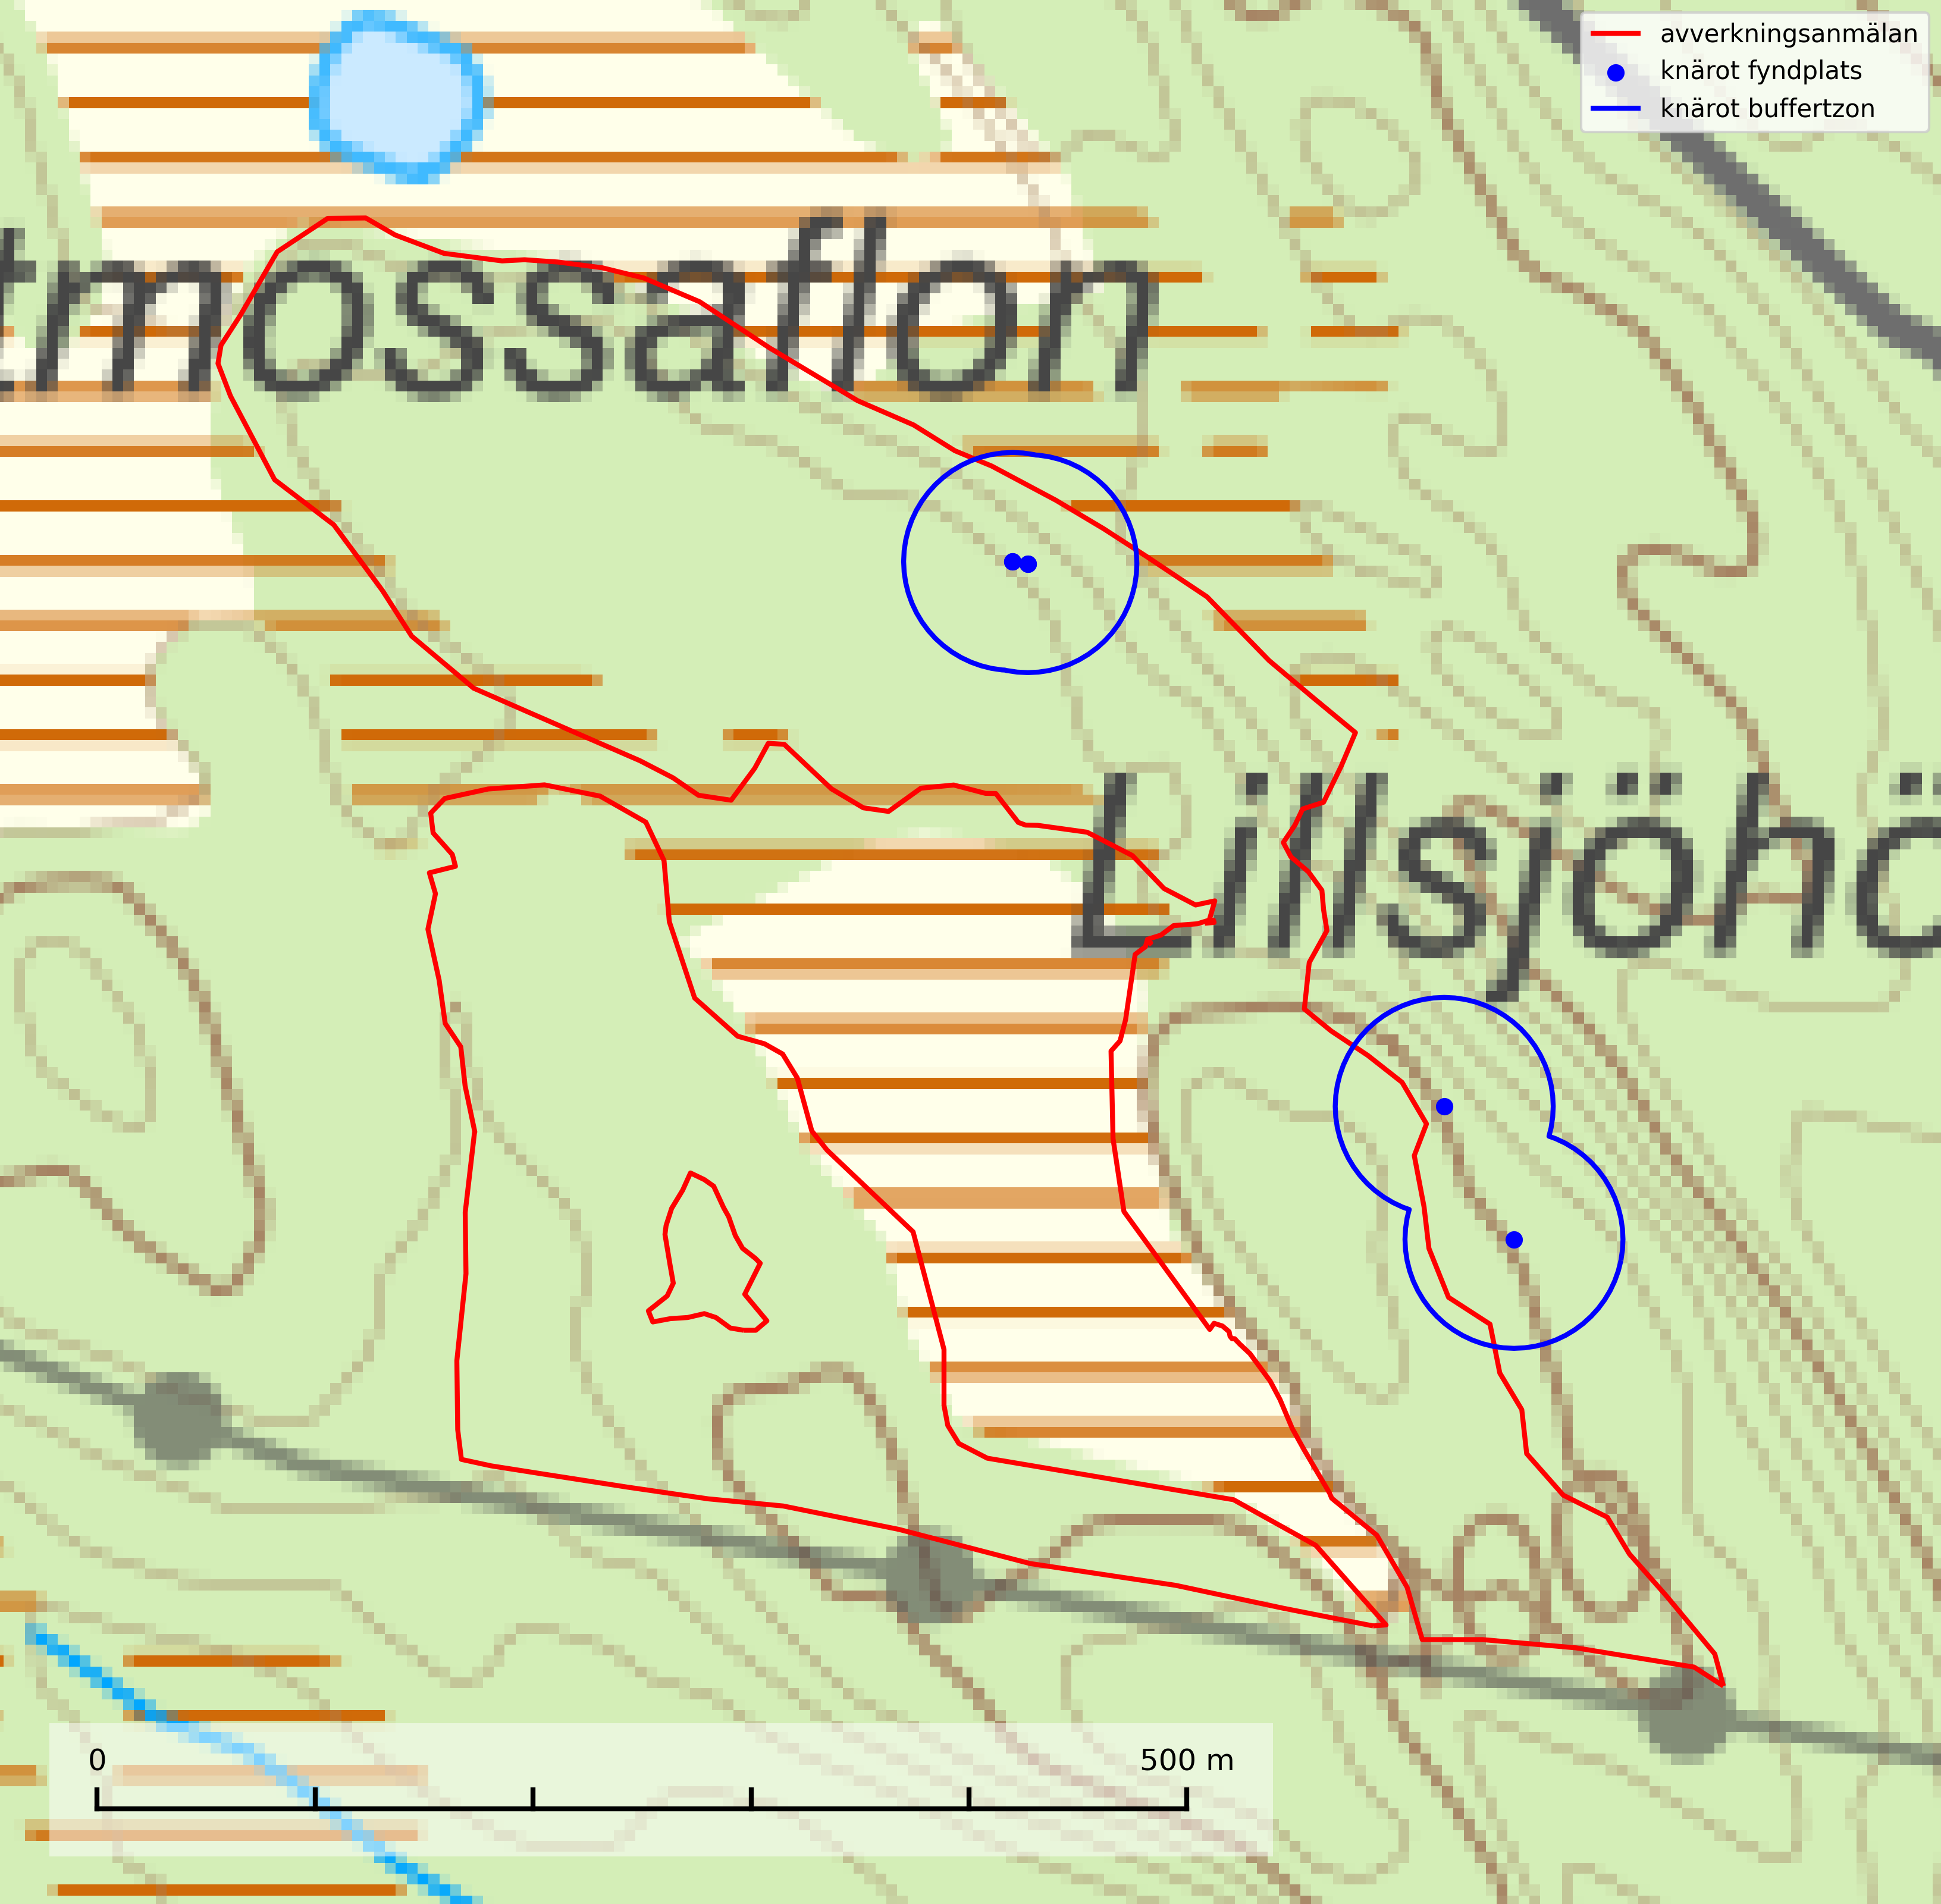 avverkningsanmälan
knärot fyndplats
knärot buffertzon
tmossaflon
Lillsjöhö
0 500 m